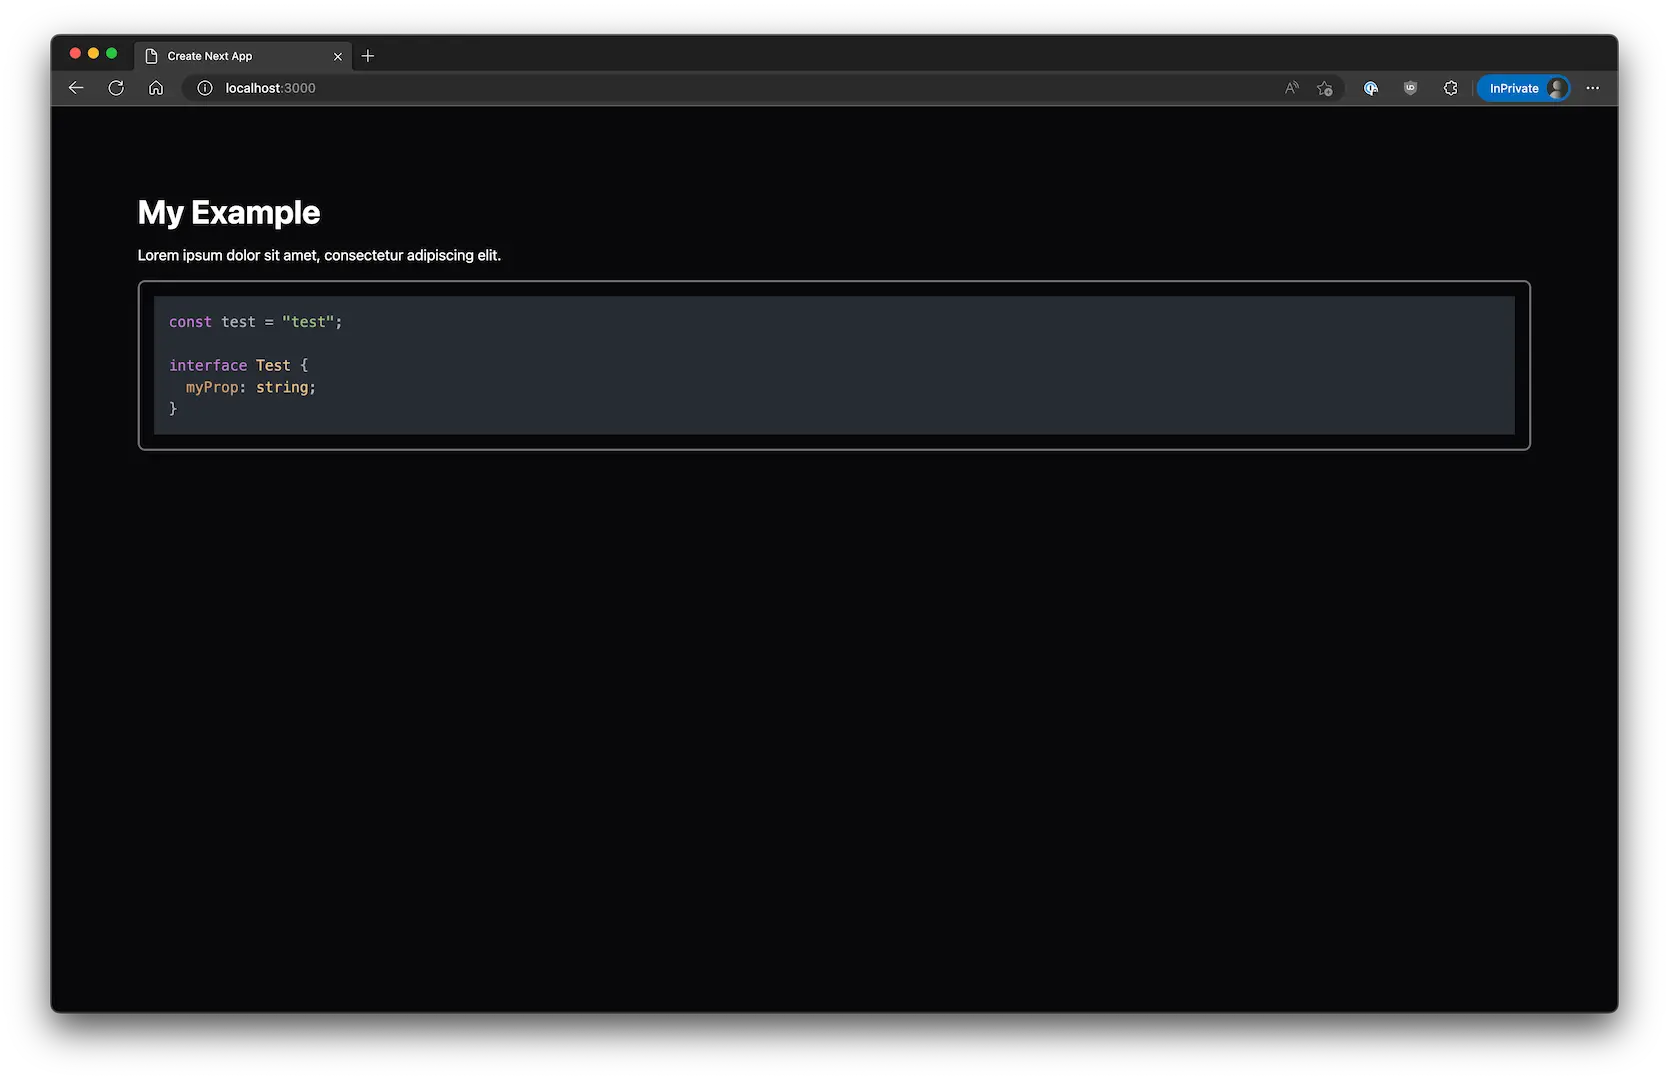 Create Next App
localhost:3000
InPrivate
My Example
Lorem ipsum dolor sit amet, consectetur adipiscing elit.
const test = "test";
interface Test {
  myProp: string;
}